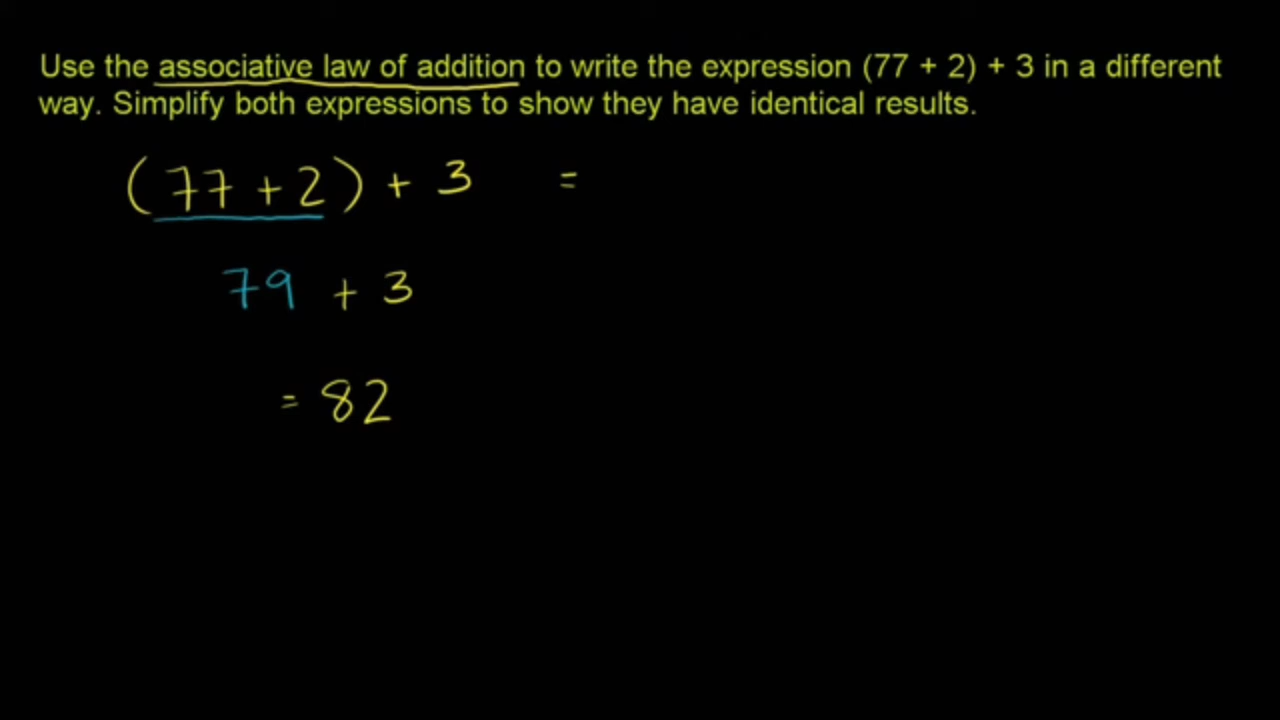 Use the associative law of addition to write the expression (77 + 2) + 3 in a different
way. Simplify both expressions to show they have identical results.
(77 + 2) + 3 =
79 + 3
= 82